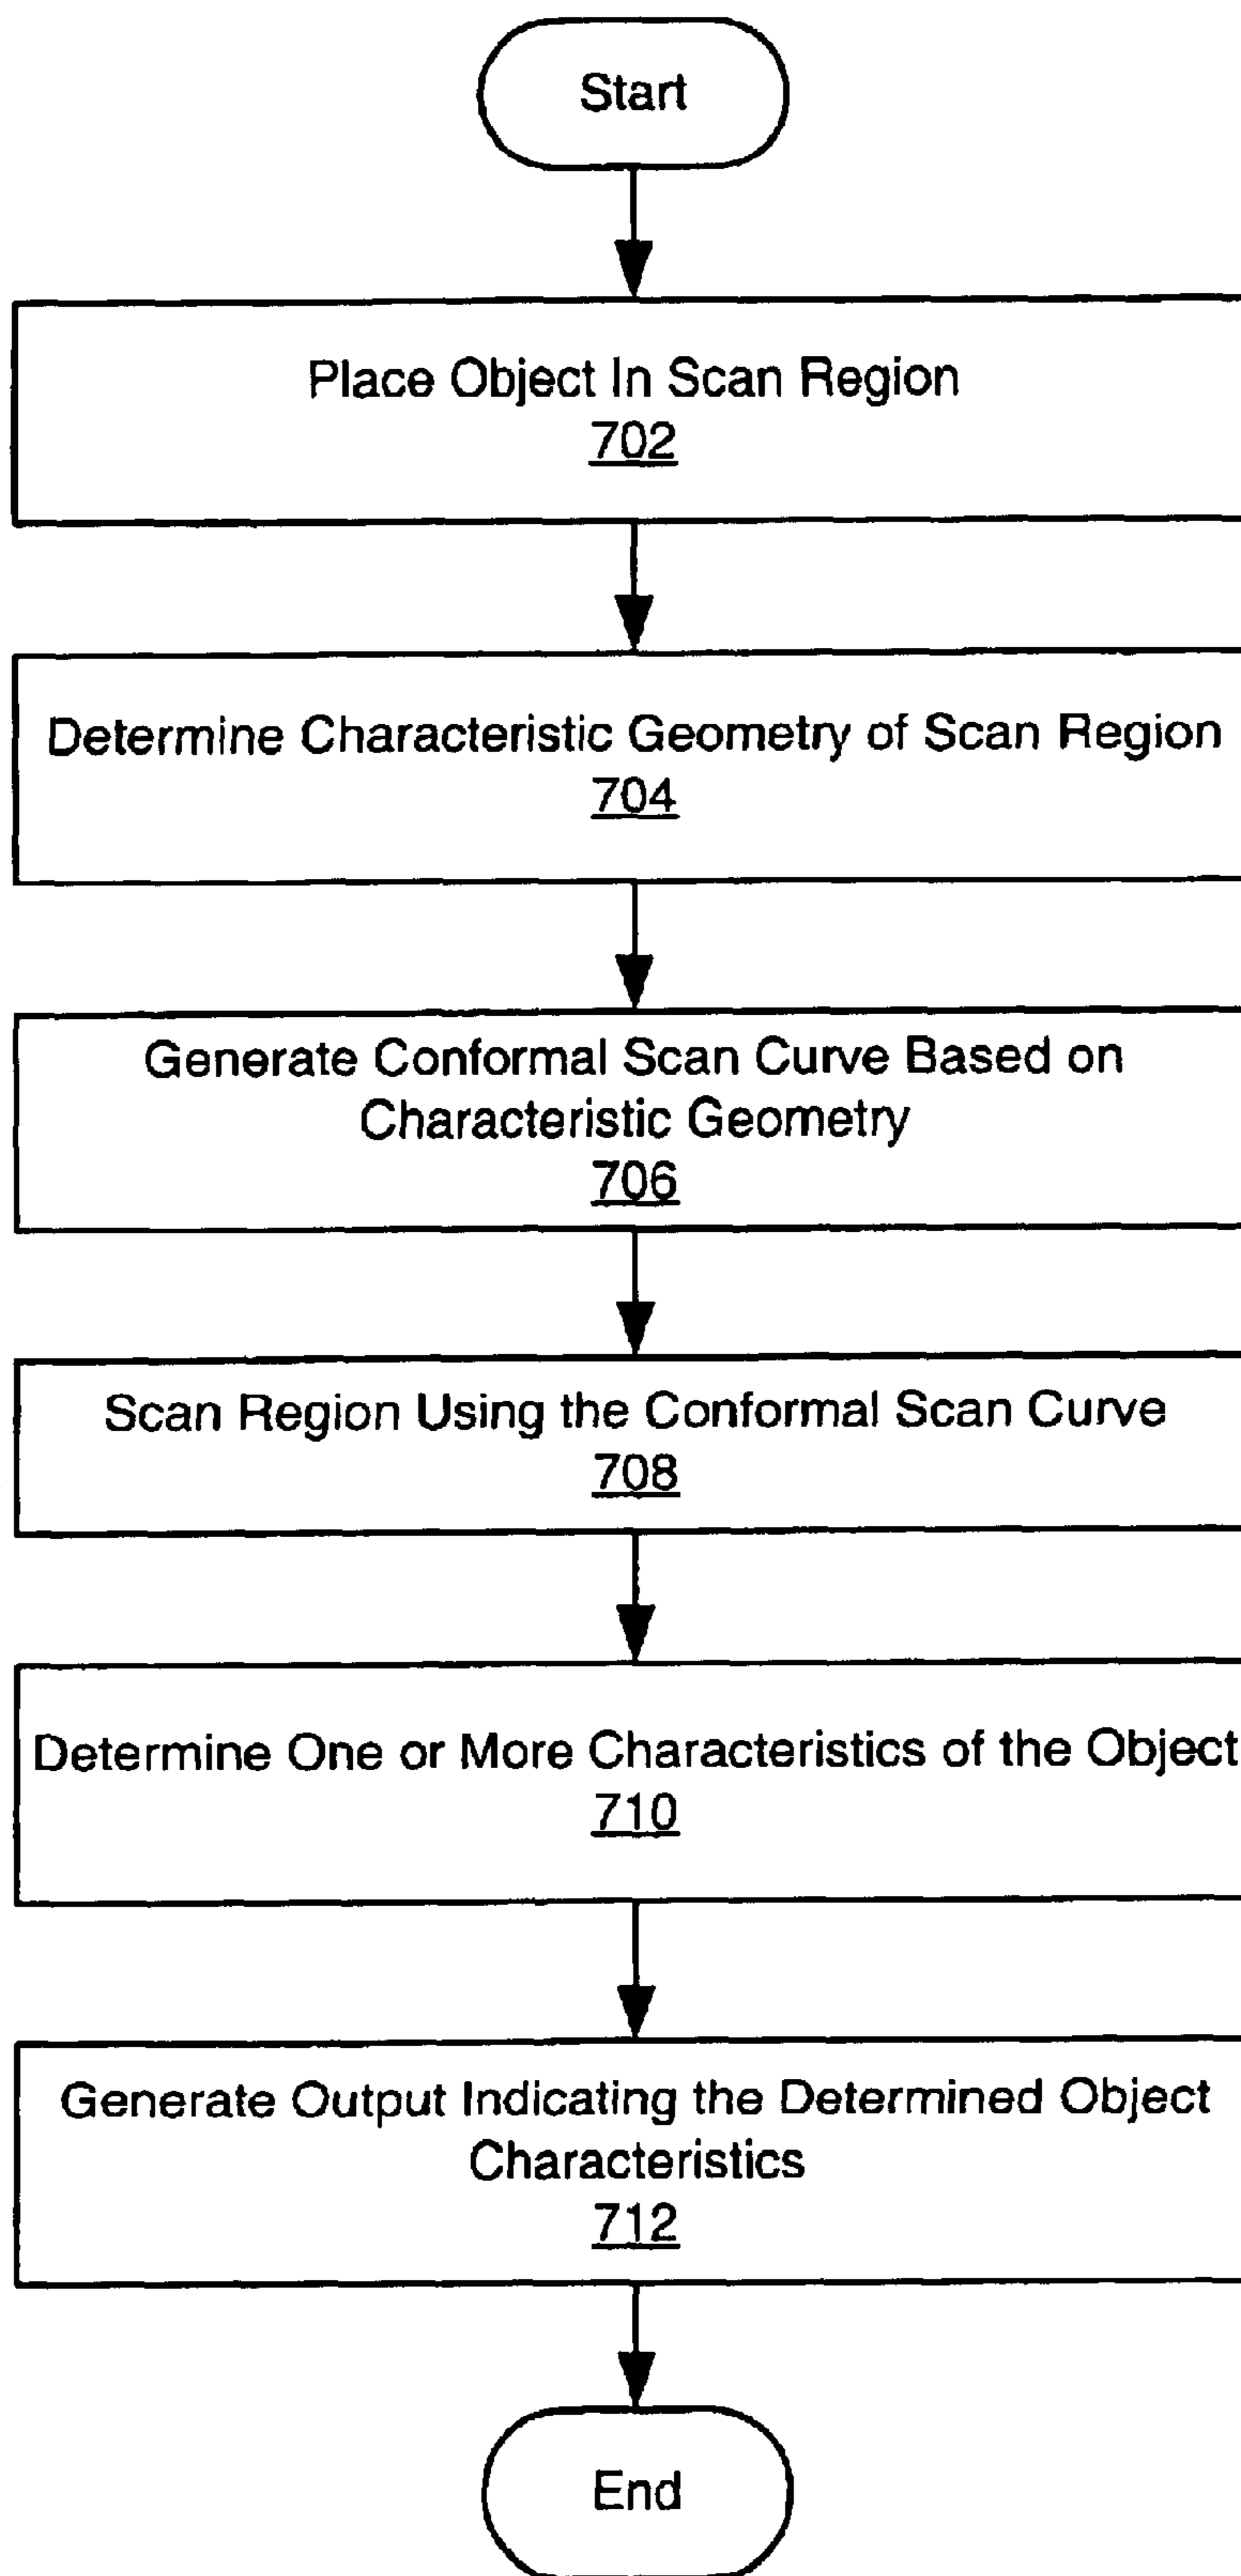 Start
Place Object In Scan Region
702
Determine Characteristic Geometry of Scan Region
704
Generate Conformal Scan Curve Based on
Characteristic Geometry
706
Scan Region Using the Conformal Scan Curve
708
Determine One or More Characteristics of the Object
710
Generate Output Indicating the Determined Object
Characteristics
712
End